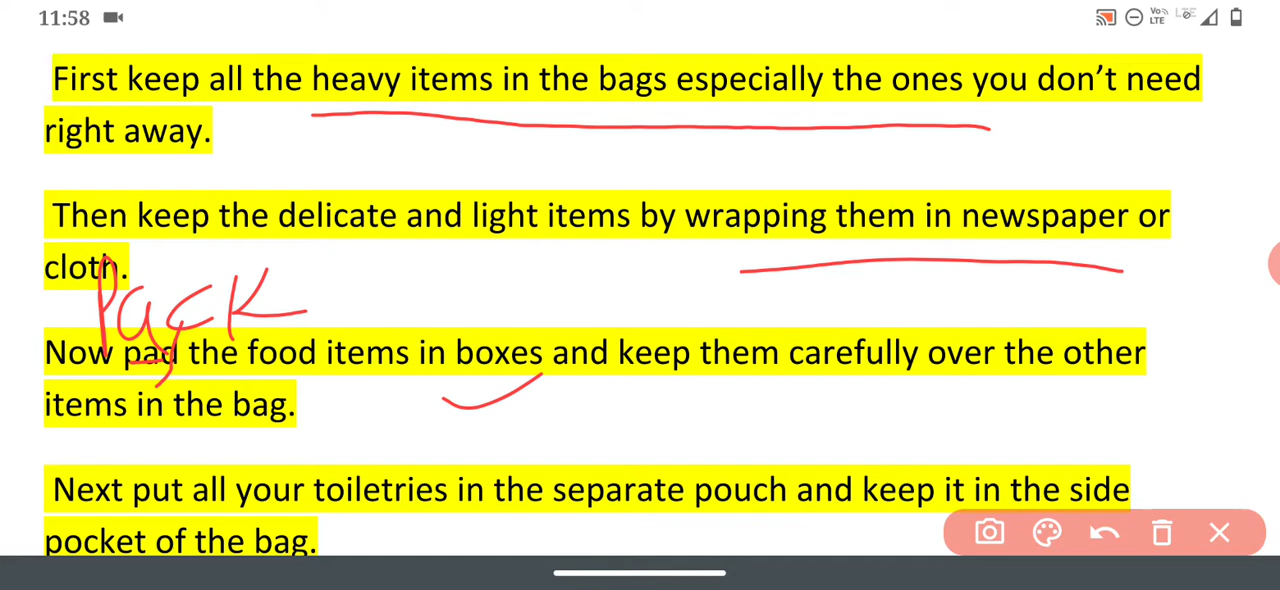 11:58
Vo LTE LTE
First keep all the heavy items in the bags especially the ones you don’t need
right away.
Then keep the delicate and light items by wrapping them in newspaper or
cloth.
Pack
Now pad the food items in boxes and keep them carefully over the other
items in the bag.
Next put all your toiletries in the separate pouch and keep it in the side
pocket of the bag.